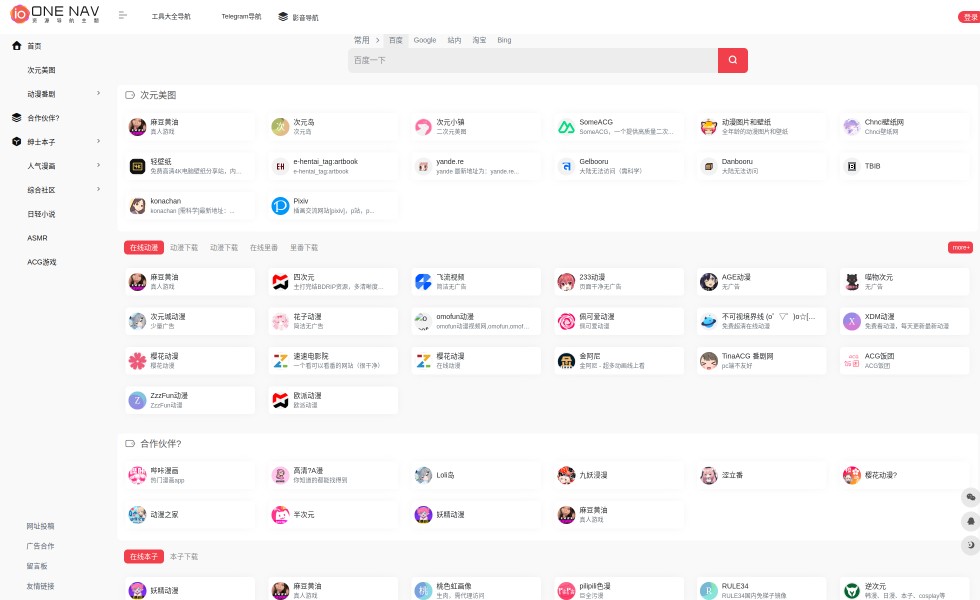 io ONE NAV
资源导航主题
工具大全导航
Telegram导航
影音导航
登录
首页
次元美图
动漫番剧
合作伙伴?
绅士本子
人气漫画
综合社区
日轻小说
ASMR
ACG游戏
网址投稿
广告合作
留言板
友情链接
常用 > 百度 Google 站内 淘宝 Bing
百度一下
次元美图
麻豆黄油
真人游戏
次元岛
次元岛
次元小镇
二次元美图
SomeACG
SomeACG，一个提供高质量二次...
动漫图片和壁纸
全年龄的动漫图片和壁纸
Chnci壁纸网
Chnci壁纸网
轻壁纸
免费高清4K电脑壁纸分享站，内...
e-hentai_tag:artbook
e-hentai_tag:artbook
yande.re
yande 最新地址为：yande.re...
Gelbooru
大陆无法访问（需科学）
Danbooru
大陆无法访问
TBIB
konachan
konachan [需科学]最新地址：...
Pixiv
插画交流网站[pixiv]，p站，p...
在线动漫 动漫下载 动漫下载 在线里番 里番下载
more+
麻豆黄油
真人游戏
四次元
主打完结BDRIP资源，多清晰度...
飞流视频
简洁无广告
233动漫
页面干净无广告
AGE动漫
无广告
喵物次元
无广告
次元城动漫
少量广告
花子动漫
简洁无广告
omofun动漫
omofun动漫视频网,omofun,omof...
佩可爱动漫
佩可爱动漫
不可视境界线 (o゜▽゜)o☆[...
免费超清在线动漫
XDM动漫
免费看动漫，每天更新最新动漫
樱花动漫
樱花动漫
速速电影院
一个看可以看番的网站（很干净）
樱花动漫
在线动漫
金阿尼
金阿尼 - 超多动画线上看
TinaACG 番剧网
pc端不友好
ACG饭团
ACG饭团
ZzzFun动漫
ZzzFun动漫
欧派动漫
欧派动漫
合作伙伴?
哔咔漫画
热门漫画app
高清?A漫
你知道的都能找得到
Loli岛
九妖浸漫
涩立番
樱花动漫?
动漫之家
半次元
妖精动漫
麻豆黄油
真人游戏
在线本子 本子下载
妖精动漫
麻豆黄油
真人游戏
桃色虹画像
生肉，需代理访问
pilipili色漫
巨全污漫
RULE34
RULE34国内免梯子镜像
逆次元
韩漫、日漫、本子、cosplay等